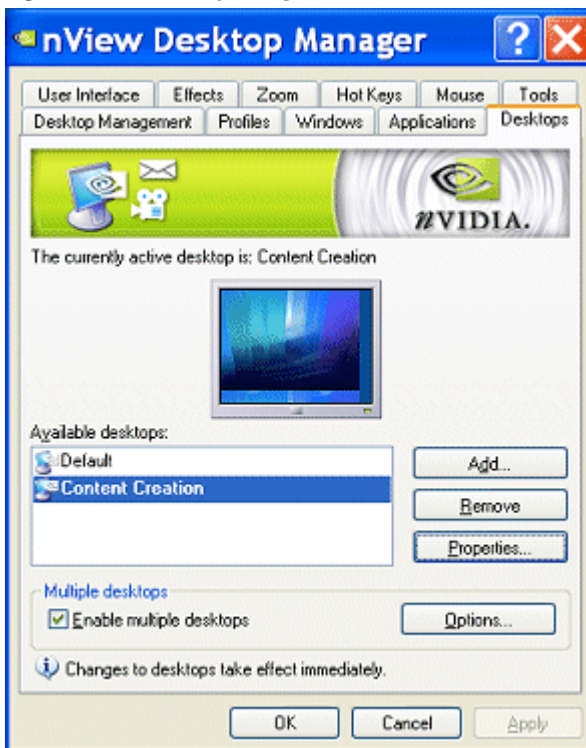 nView Desktop Manager
User Interface Effects Zoom Hot Keys Mouse Tools
Desktop Management Profiles Windows Applications Desktops
nVIDIA.
The currently active desktop is: Content Creation
Available desktops:
Default
Content Creation
Add...
Remove
Properties...
Multiple desktops
Enable multiple desktops
Options...
Changes to desktops take effect immediately.
OK Cancel Apply